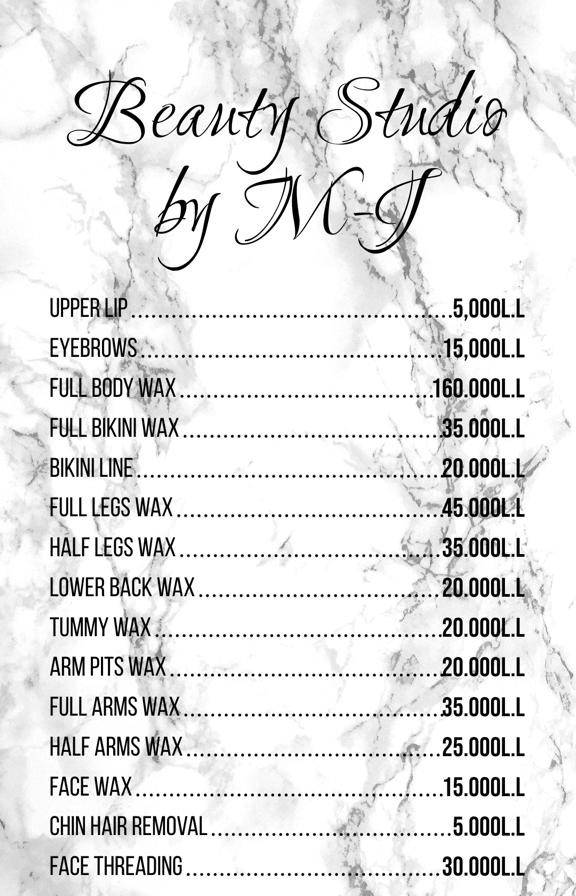 Beauty Studio
by M-J
UPPER LIP........................................................5,000L.L
EYEBROWS.....................................................15,000L.L
FULL BODY WAX............................................160.000L.L
FULL BIKINI WAX.............................................35.000L.L
BIKINI LINE......................................................20.000L.L
FULL LEGS WAX..............................................45.000L.L
HALF LEGS WAX..............................................35.000L.L
LOWER BACK WAX..........................................20.000L.L
TUMMY WAX..................................................20.000L.L
ARM PITS WAX................................................20.000L.L
FULL ARMS WAX.............................................35.000L.L
HALF ARMS WAX............................................25.000L.L
FACE WAX......................................................15.000L.L
CHIN HAIR REMOVAL..........................................5.000L.L
FACE THREADING............................................30.000L.L